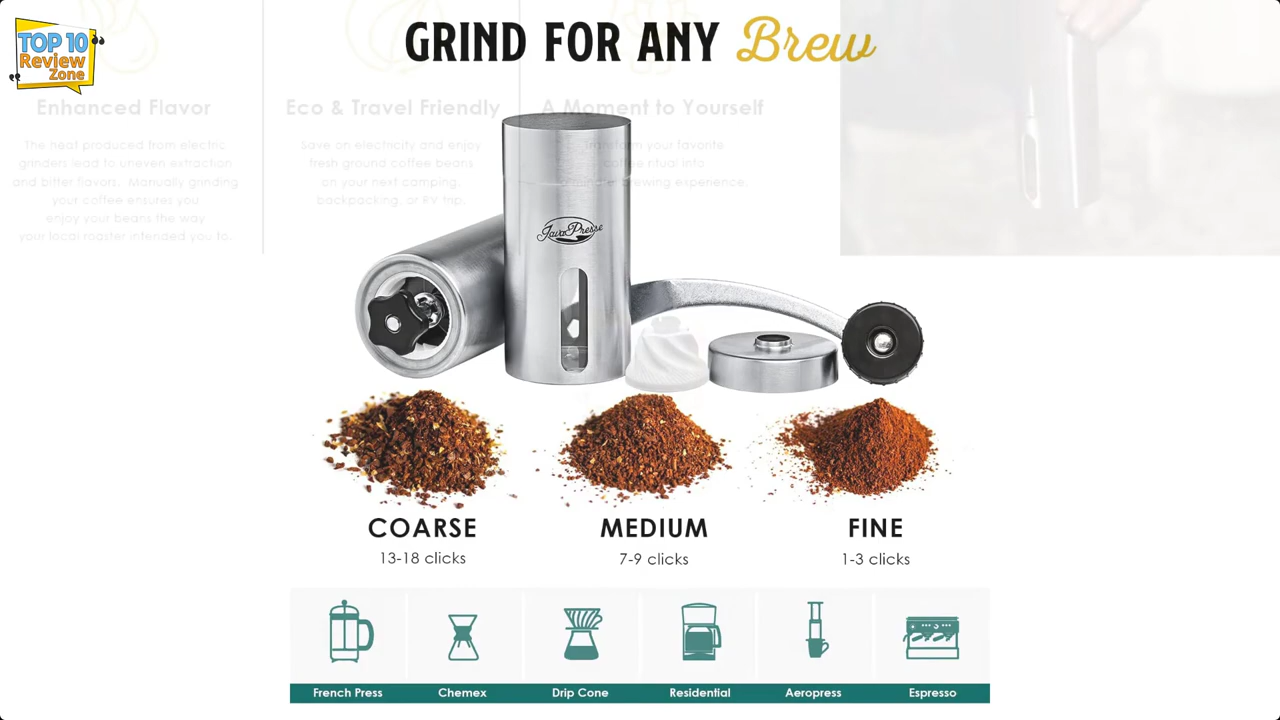 TOP 10
Review
Zone
GRIND FOR ANY Brew
Enhanced Flavor
The heat produced from electric
grinders lead to uneven extraction
and bitter flavors. Manually grinding
your coffee ensures you
enjoy your beans the way
your local roaster intended you to.
Eco & Travel Friendly
Save on electricity and enjoy
fresh ground coffee beans
on your next camping,
backpacking, or RV trip.
A Moment to Yourself
your favorite
coffee ritual into
brewing experience.
JavaPresse
COARSE
13-18 clicks
MEDIUM
7-9 clicks
FINE
1-3 clicks
French Press
Chemex
Drip Cone
Residential
Aeropress
Espresso